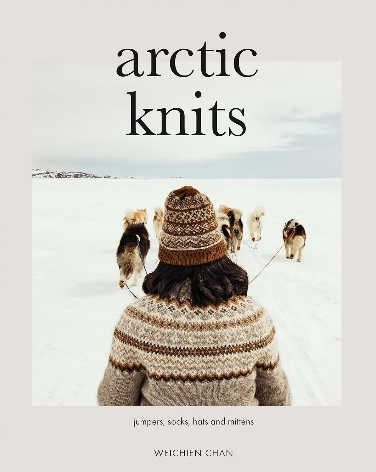 arctic
knits
jumpers, socks, hats and mittens
WEICHIEN CHAN